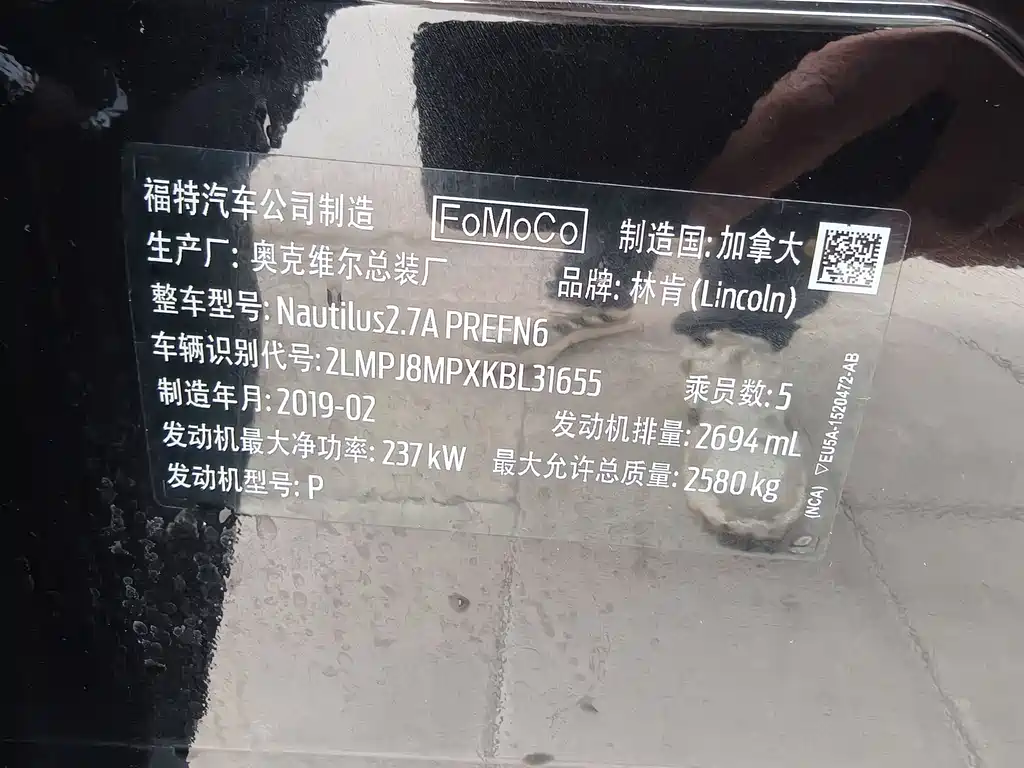 福特汽车公司制造 FoMoCo 制造国: 加拿大
生产厂: 奥克维尔总装厂 品牌: 林肯 (Lincoln)
整车型号: Nautilus2.7A PREFN6
车辆识别代号: 2LMPJ8MPXKBL31655 乘员数: 5
制造年月: 2019-02 发动机排量: 2694 mL
发动机最大净功率: 237 kW 最大允许总质量: 2580 kg
发动机型号: P
(NCA) ▽EU5A-1520472-AB